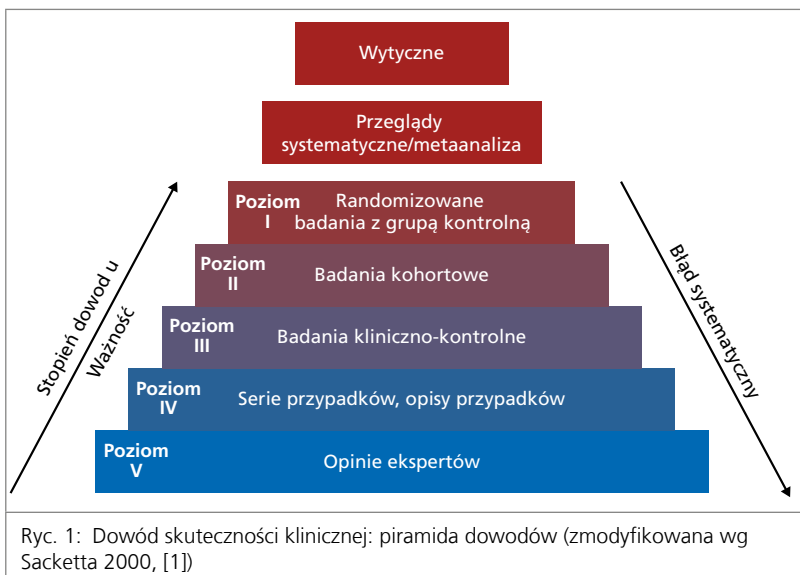 Wytyczne
Przeglądy
systematyczne/metaanaliza
Poziom
I
Randomizowane
badania z grupą kontrolną
Poziom
II
Badania kohortowe
Poziom
III
Badania kliniczno-kontrolne
Poziom
IV
Serie przypadków, opisy przypadków
Poziom
V
Opinie ekspertów
Stopień dowod u
Ważność
Błąd systematyczny
Ryc. 1: Dowód skuteczności klinicznej: piramida dowodów (zmodyfikowana wg
Sacketta 2000, [1])